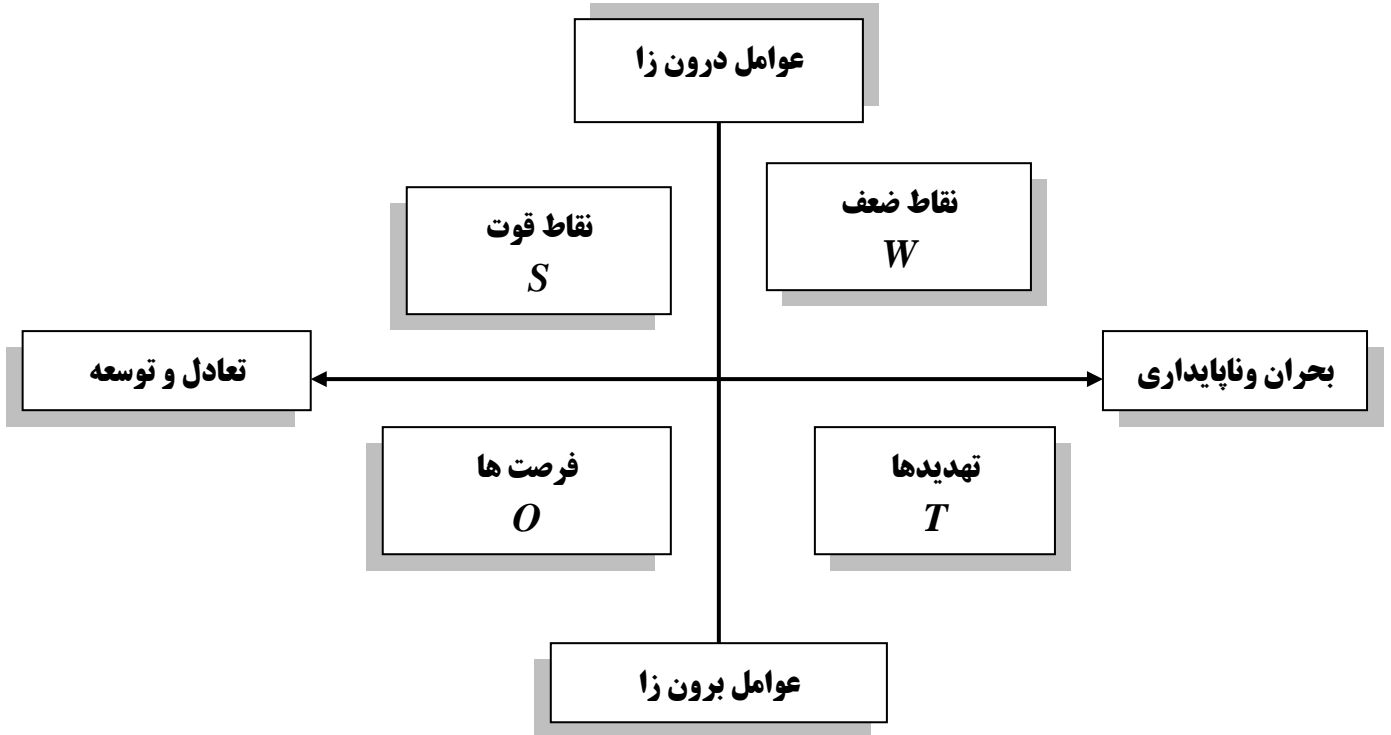 عوامل درون زا
نقاط ضعف
W
نقاط قوت
S
بحران وناپایداری
تعادل و توسعه
تهدیدها
T
فرصت ها
O
عوامل برون زا